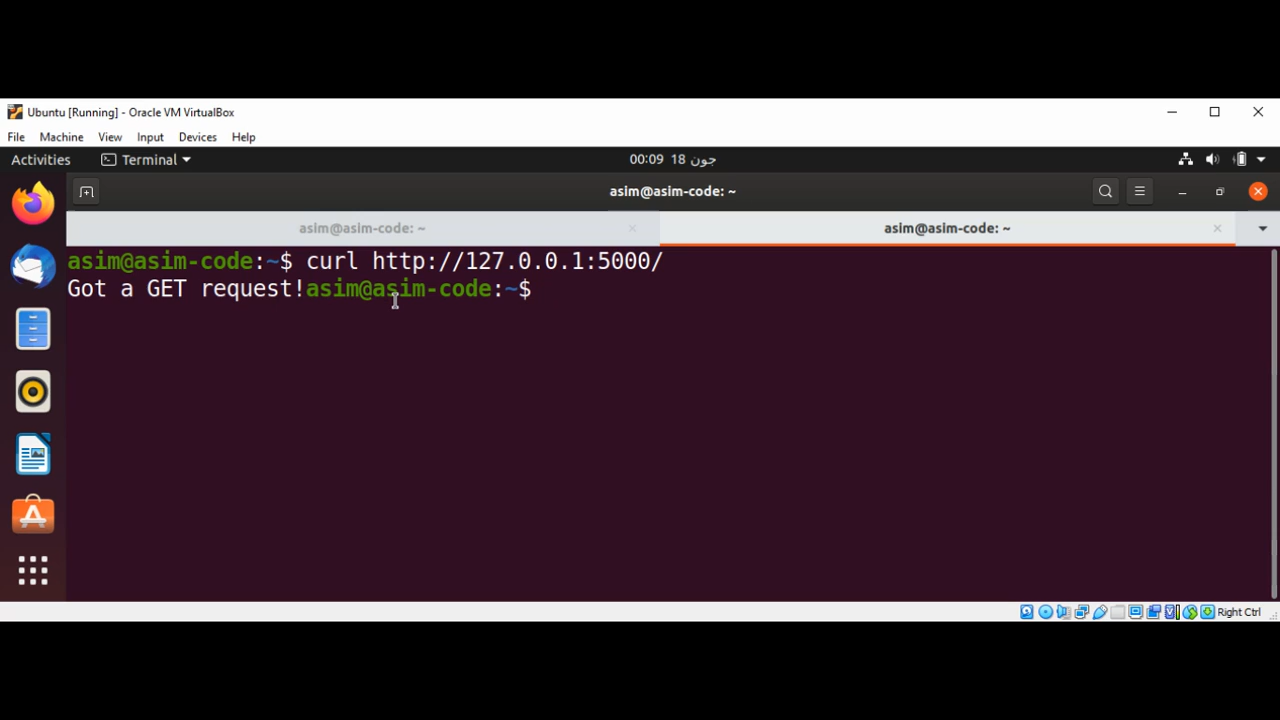 Ubuntu [Running] - Oracle VM VirtualBox
File Machine View Input Devices Help
Activities Terminal 00:09 18 جون
asim@asim-code: ~
asim@asim-code: ~ asim@asim-code: ~
asim@asim-code:~$ curl http://127.0.0.1:5000/
Got a GET request!asim@asim-code:~$
Right Ctrl